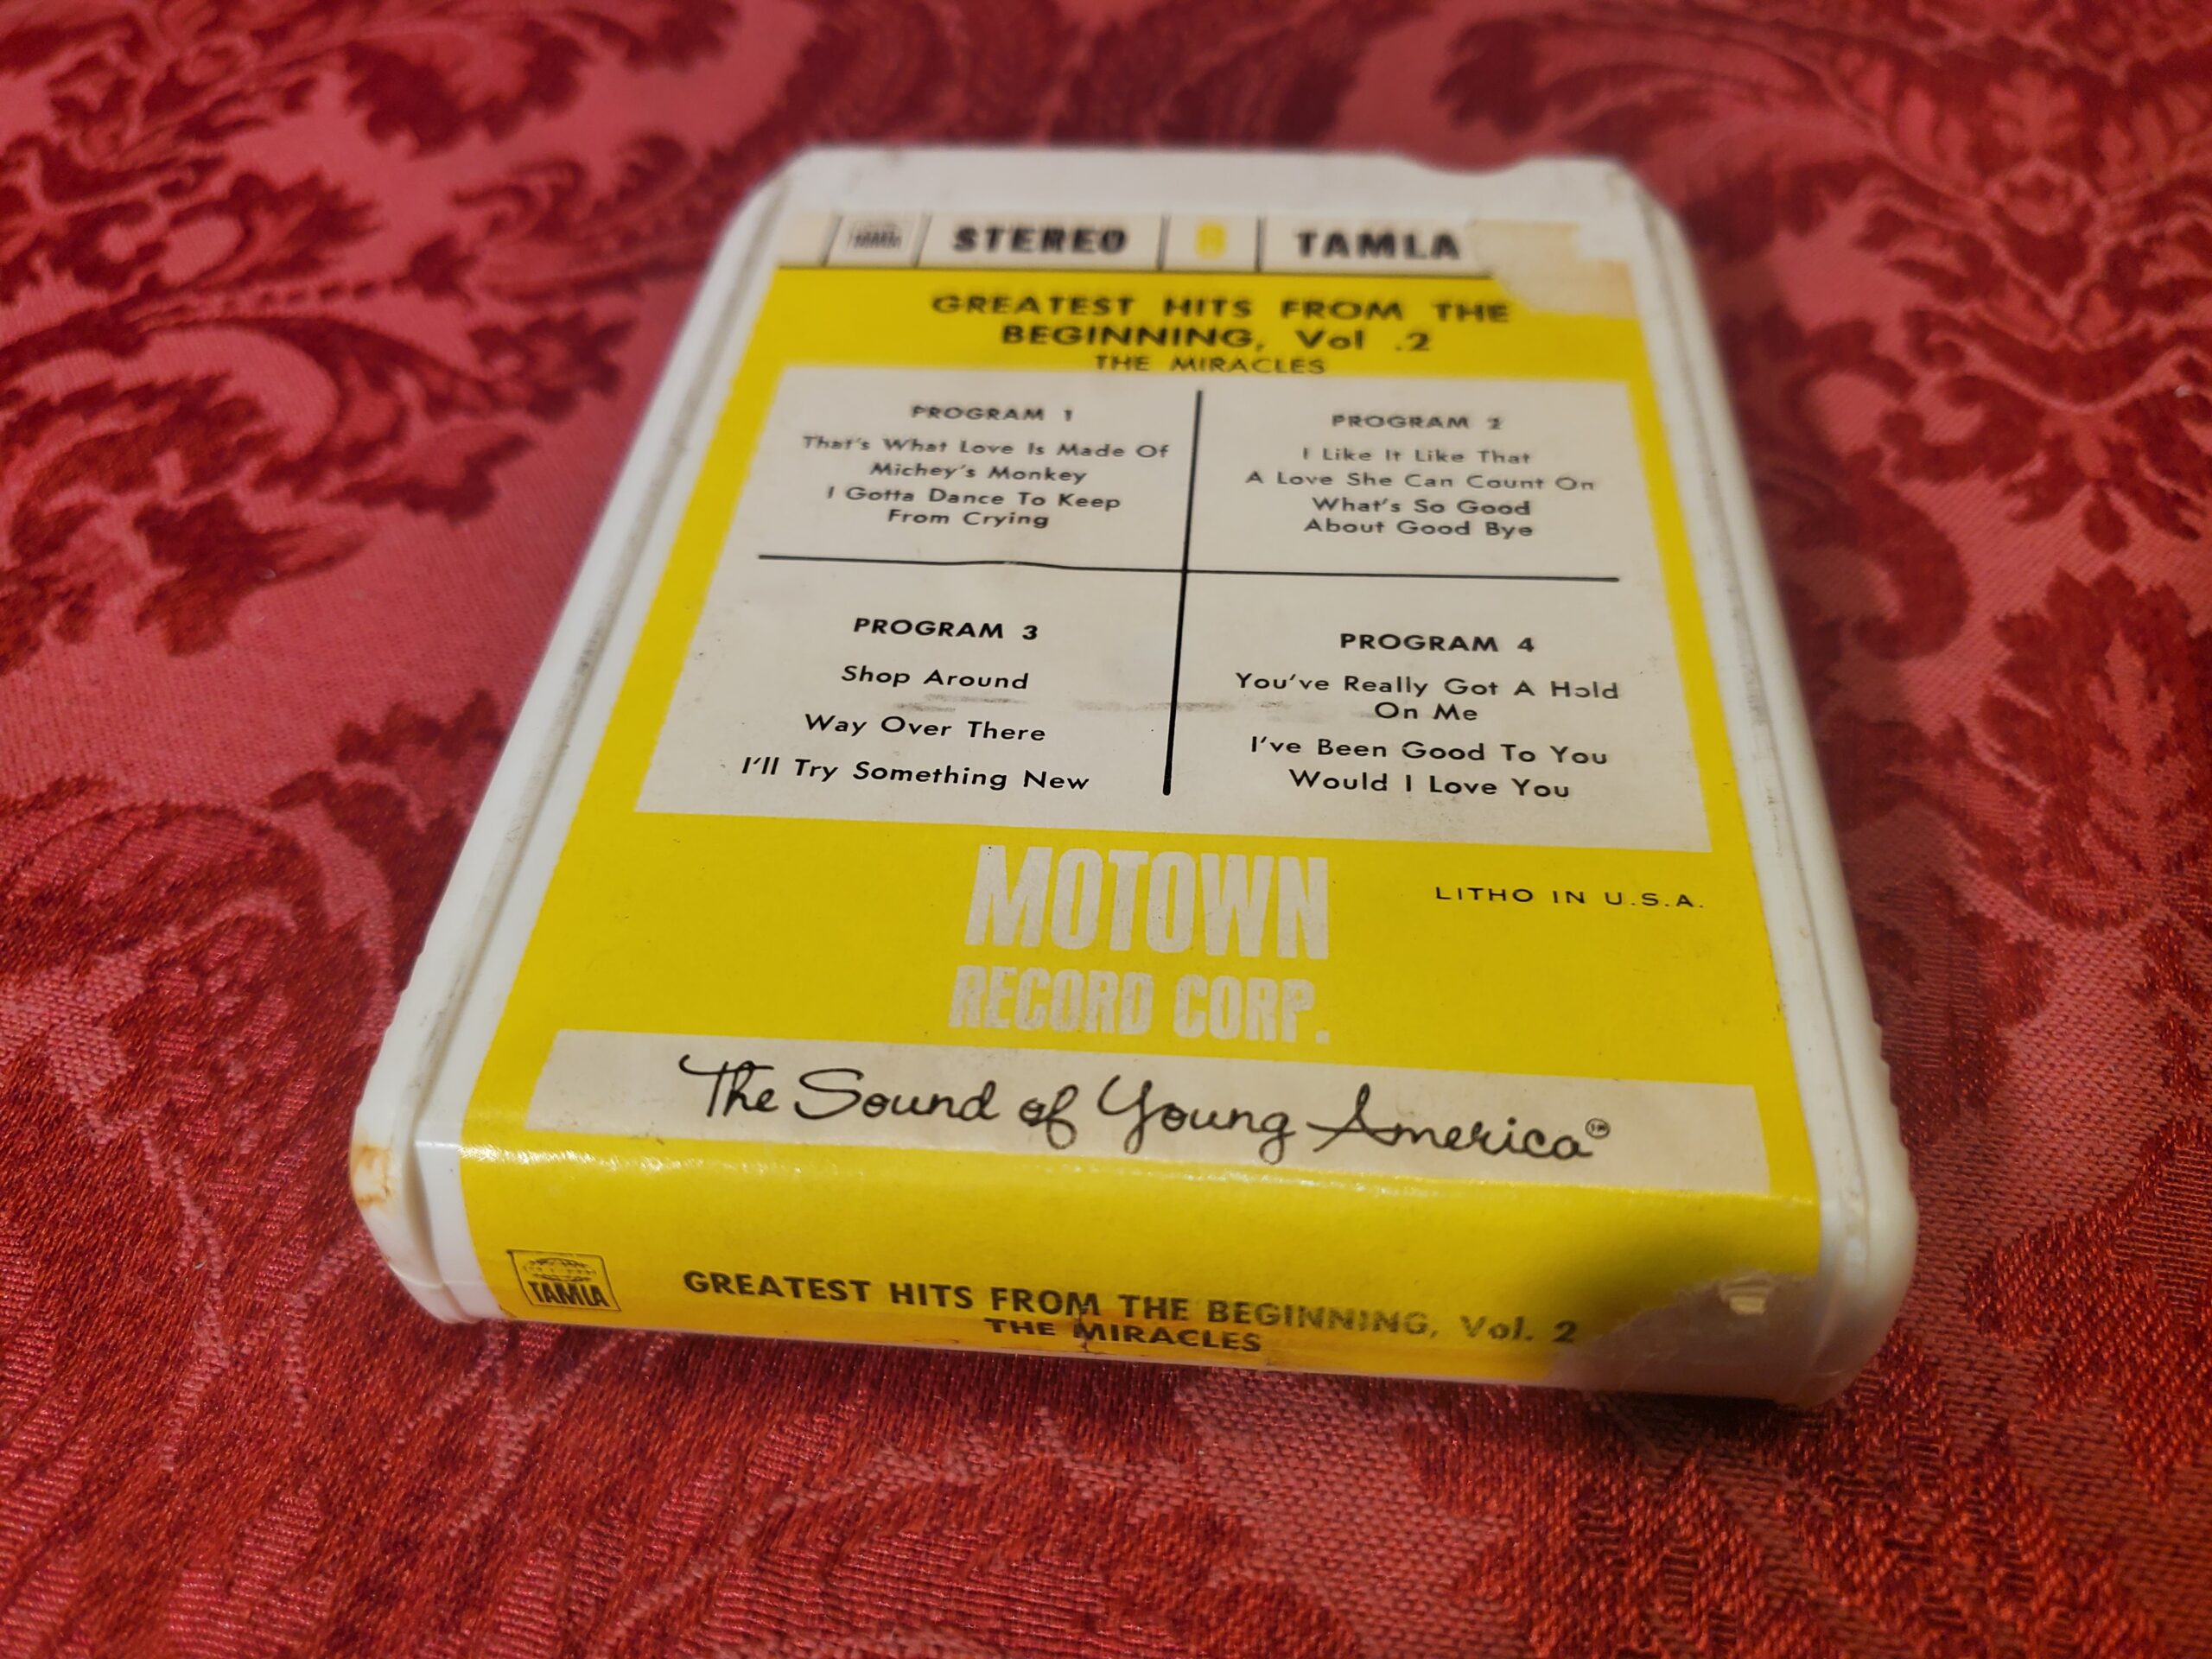 TAMLA STEREO 8 TAMLA
GREATEST HITS FROM THE
BEGINNING, Vol .2
THE MIRACLES
PROGRAM 1
That's What Love Is Made Of
Mickey's Monkey
I Gotta Dance To Keep
From Crying
PROGRAM 2
I Like It Like That
A Love She Can Count On
What's So Good
About Good Bye
PROGRAM 3
Shop Around
Way Over There
I'll Try Something New
PROGRAM 4
You've Really Got A Hold
On Me
I've Been Good To You
Would I Love You
MOTOWN
RECORD CORP.
LITHO IN U.S.A.
The Sound of Young America
TAMLA
GREATEST HITS FROM THE BEGINNING, Vol. 2
THE MIRACLES